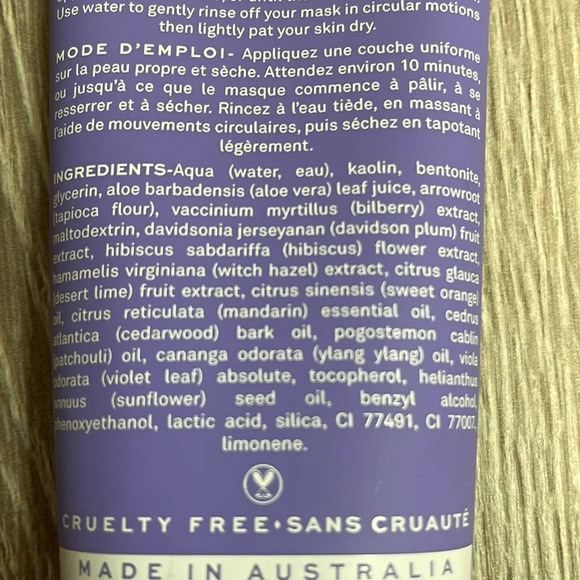 Use water to gently rinse off your mask in circular motions
then lightly pat your skin dry.
MODE D'EMPLOI- Appliquez une couche uniforme
sur la peau propre et sèche. Attendez environ 10 minutes,
ou jusqu'à ce que le masque commence à pâlir, à se
resserrer et à sécher. Rincez à l'eau tiède, en massant à
l'aide de mouvements circulaires, puis séchez en tapotant
légèrement.
INGREDIENTS-Aqua (water, eau), kaolin, bentonite,
glycerin, aloe barbadensis (aloe vera) leaf juice, arrowroot
(tapioca flour), vaccinium myrtillus (bilberry) extract,
maltodextrin, davidsonia jerseyanan (davidson plum) fruit
extract, hibiscus sabdariffa (hibiscus) flower extract,
hamamelis virginiana (witch hazel) extract, citrus glauca
(desert lime) fruit extract, citrus sinensis (sweet orange)
oil, citrus reticulata (mandarin) essential oil, cedrus
atlantica (cedarwood) bark oil, pogostemon cablin
(patchouli) oil, cananga odorata (ylang ylang) oil, viola
odorata (violet leaf) absolute, tocopherol, helianthus
annuus (sunflower) seed oil, benzyl alcohol,
phenoxyethanol, lactic acid, silica, CI 77491, CI 77007,
limonene.
CRUELTY FREE•SANS CRUAUTÉ
MADE IN AUSTRALIA